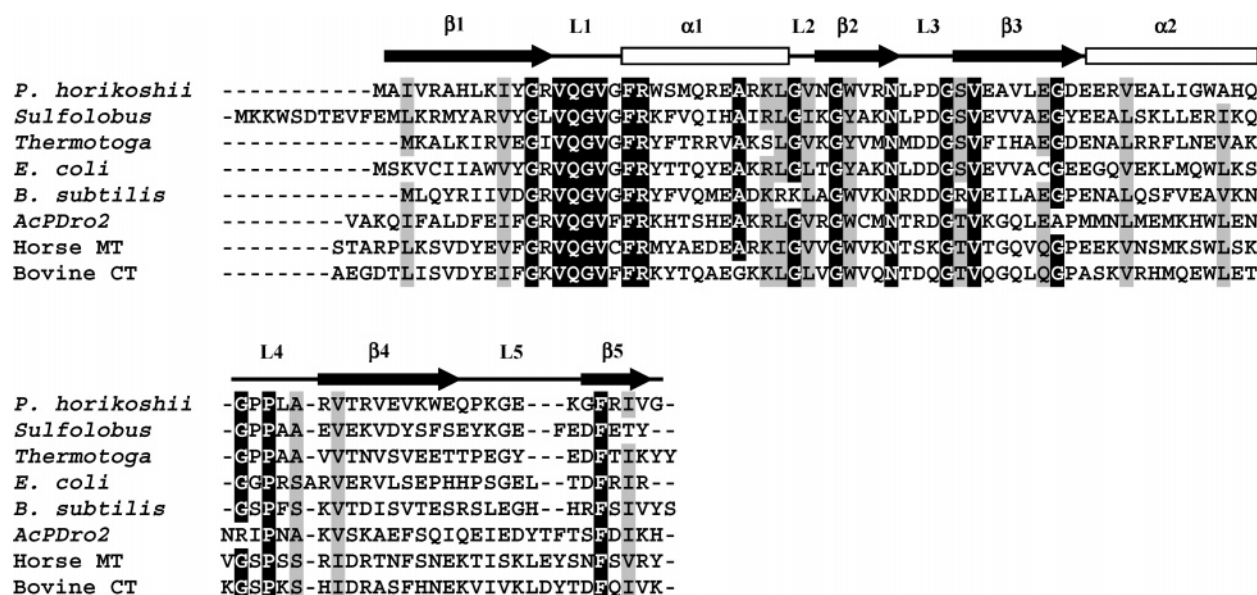 β1 L1 α1 L2 β2 L3 β3 α2
P. horikoshii -----------MAIVRAHLKIYGRVQGVGFRWSMQREARKLGVNGWVRNLPDGSVEAVLEGDEERVEALIGWAHQ
Sulfolobus -MKKWSDTEVFEMLKRMYARVYGLVQGVGFRKFVQIHAIRLGIKGYAKNLPDGSVEVVAEGYEEALSKLLERIKQ
Thermotoga -------------MKALKIRVEGIVQGVGFRYFTRRVAKSLGVKGYVMNMDDGSVFIHAEGDENALRRFLNEVAK
E. coli ------------MSKVCIIAWVYGRVQGVGFRYTTQYEAKRLGLTGYAKNLDDGSVEVVACGEEGQVEKLMQWLKS
B. subtilis -------------MLQYRIIVDGRVQGVGFRYFVQMEADKRKLAGWVKNRDDGRVEILAEGPENALQSFVEAVKN
AcPDro2 ---------VAKQIFALDFEIFGRVQGVFFRKHTSHEAKRLGVRGWCMNTRDGTVKGQLEAPMMNLMEMKHWLEN
Horse MT --------STARPLKSVDYEVFGRVQGVCFRMYAEDEARKIGVVGWVKNTSKGTVTGQVQGPEEKVNSMKSWLSK
Bovine CT --------AEGDTLISVDYEIFGKVQGVFFRKYTQAEGKKLGLVGWVQNTDQGTVQGQLQGPASKVRHMQEWLET
L4 β4 L5 β5
P. horikoshii -GPPLA-RVTRVEVKWEQPKGE---KGFRIVG-
Sulfolobus -GPPAA-EVEKVDYSFSEYKGE--FEDFETY--
Thermotoga -GPPAA-VVTNVSVEETTPEGY---EDFTIKYY
E. coli -GGPRSARVERVLSEPHHPSGEL--TDFRIR--
B. subtilis -GSPFS-KVTDISVTESRSLEGH--HRFSIVYS
AcPDro2 NRIPNA-KVSKAEFSQIQEIEDYTFTSFDIKH-
Horse MT VGSPSS-RIDRTNFSNEKTISKLEYSNFSVRY-
Bovine CT KGSPKS-HIDRASFHNEKVIVKLDYTDFQIVK-